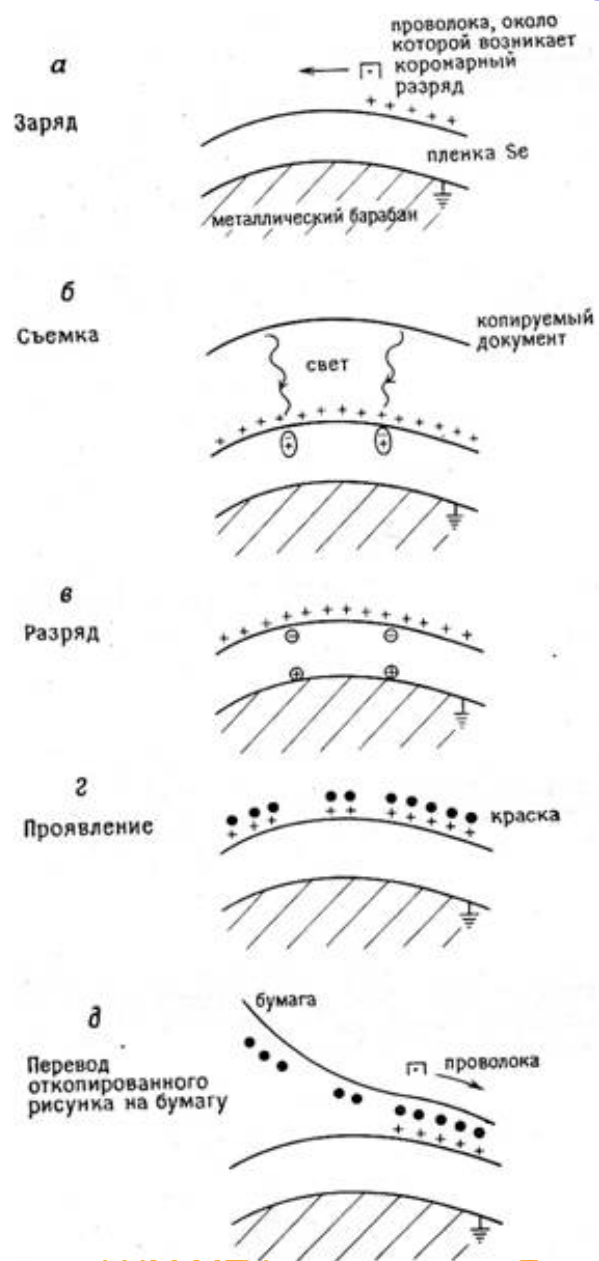 а
Заряд
проволока, около
которой возникает
коронарный
разряд
пленка Se
металлический барабан
б
Съемка
копируемый
документ
свет
в
Разряд
г
Проявление
краска
д
Перевод
откопированного
рисунка на бумагу
бумага
проволока